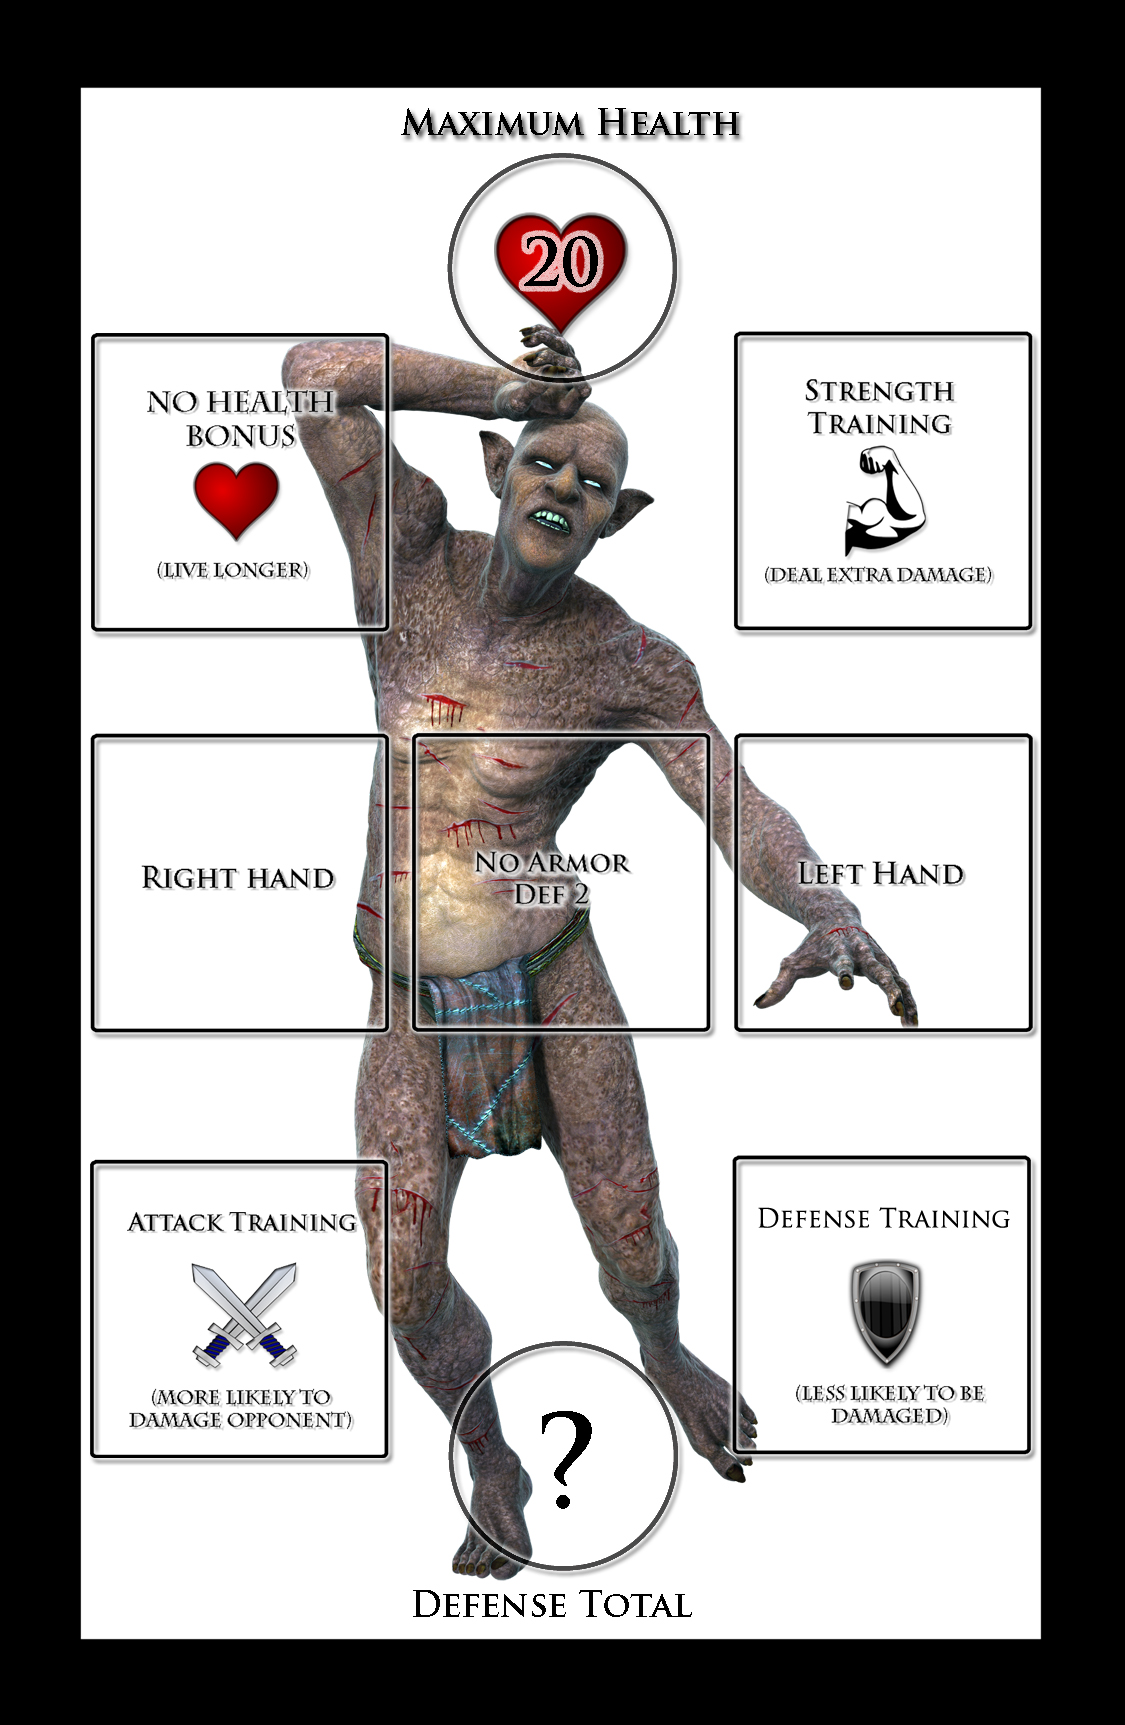 Maximum Health
20
No Health
Bonus
(Live Longer)
Strength
Training
(Deal Extra Damage)
Right hand
No Armor
Def 2
Left Hand
Attack Training
(More likely to
damage opponent)
Defense Training
(Less likely to be
damaged)
?
Defense Total